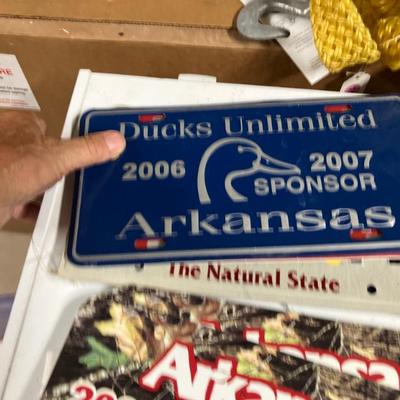 Ducks Unlimited
2006
2007
SPONSOR
Arkansas
The Natural State
Arkansas